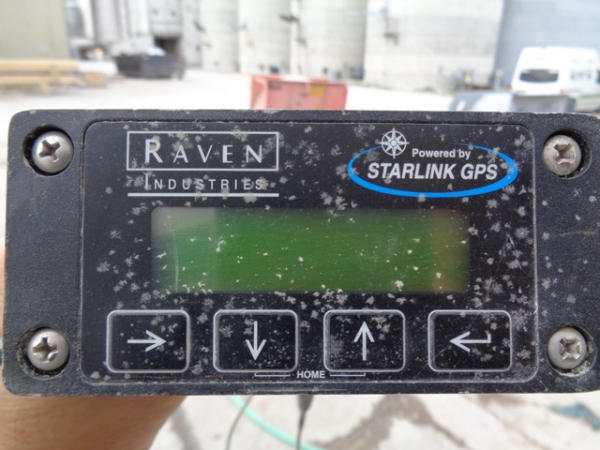 RAVEN
INDUSTRIES
Powered by
STARLINK GPS
HOME